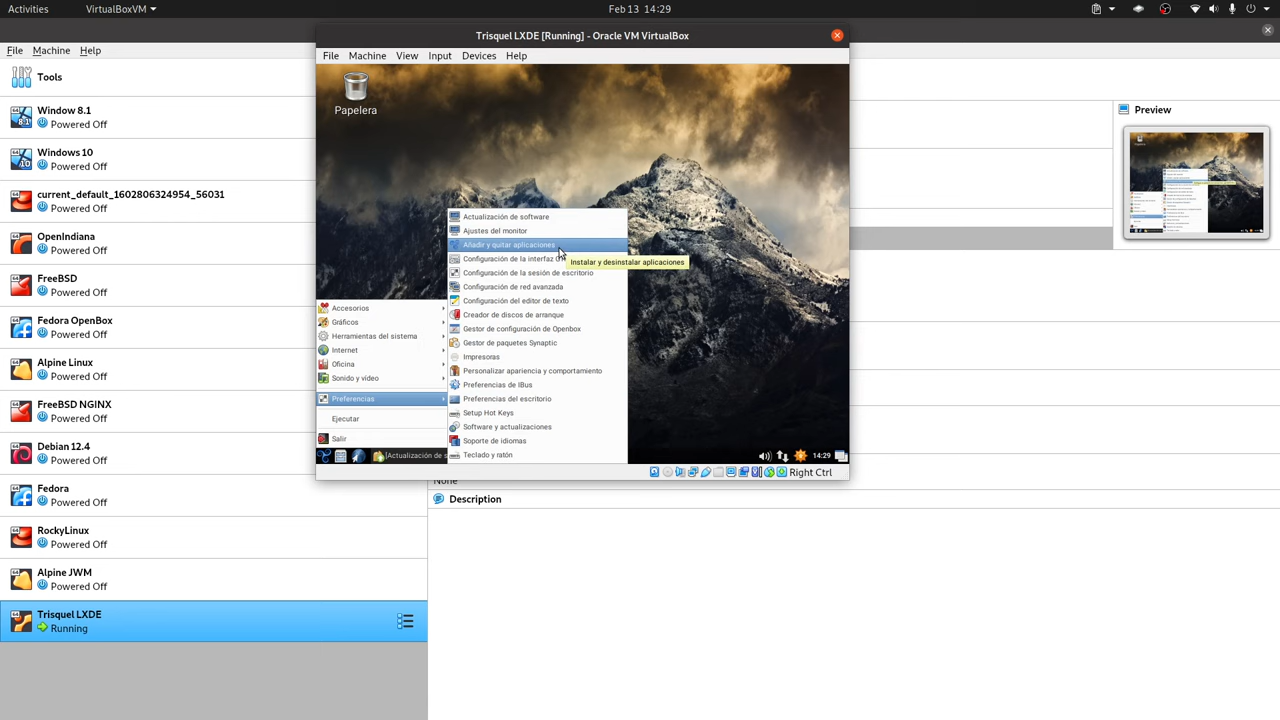 Activities
VirtualBoxVM
Feb 13 14:29
File Machine Help
Tools
Window 8.1
Powered Off
Windows 10
Powered Off
current_default_1602806324954_56031
Powered Off
OpenIndiana
Powered Off
FreeBSD
Powered Off
Fedora OpenBox
Powered Off
Alpine Linux
Powered Off
FreeBSD NGINX
Powered Off
Debian 12.4
Powered Off
Fedora
Powered Off
RockyLinux
Powered Off
Alpine JWM
Powered Off
Trisquel LXDE
Running
Trisquel LXDE [Running] - Oracle VM VirtualBox
File Machine View Input Devices Help
Papelera
Accesorios
Gráficos
Herramientas del sistema
Internet
Oficina
Sonido y vídeo
Preferencias
Ejecutar
Salir
Actualización de software
Ajustes del monitor
Añadir y quitar aplicaciones
Instalar y desinstalar aplicaciones
Configuración de la interfaz
Configuración de la sesión de escritorio
Configuración de red avanzada
Configuración del editor de texto
Creador de discos de arranque
Gestor de configuración de Openbox
Gestor de paquetes Synaptic
Impresoras
Personalizar apariencia y comportamiento
Preferencias de IBus
Preferencias del escritorio
Setup Hot Keys
Software y actualizaciones
Soporte de idiomas
Teclado y ratón
[Actualización de s
14:29
Right Ctrl
Preview
None
Description